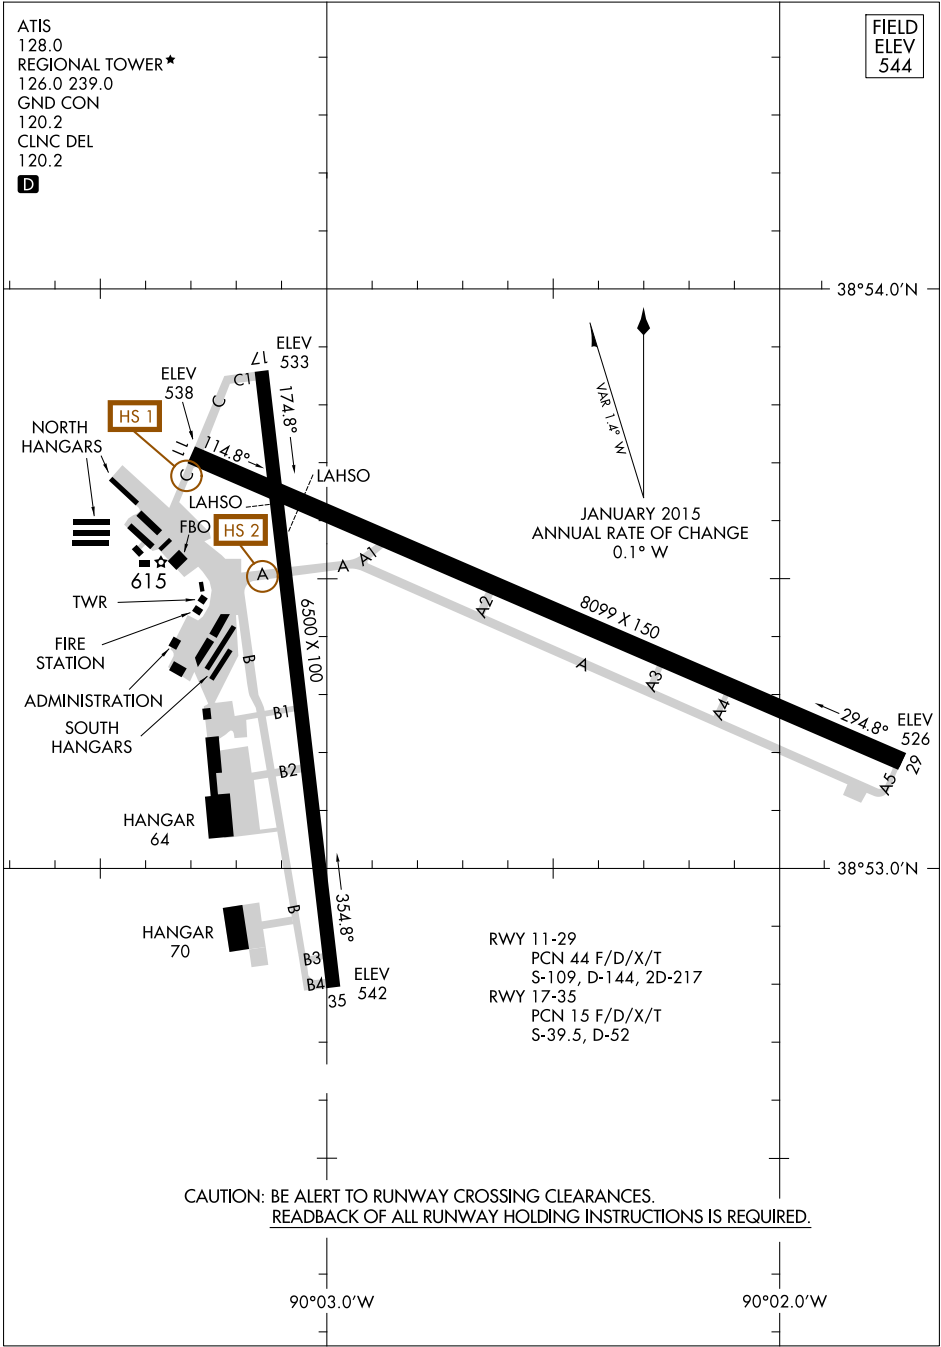 ATIS
128.0
REGIONAL TOWER★
126.0 239.0
GND CON
120.2
CLNC DEL
120.2
D
FIELD
ELEV
544
38°54.0'N
ELEV
533
17
C1
174.8°
ELEV
538
C
HS 1
11
114.8°
C
NORTH
HANGARS
LAHSO
LAHSO
HS 2
FBO
615
A
A
A1
VAR 1.4° W
JANUARY 2015
ANNUAL RATE OF CHANGE
0.1° W
TWR
FIRE
STATION
ADMINISTRATION
SOUTH
HANGARS
6500 X 100
8099 X 150
A2
A
A3
A4
294.8°
ELEV
526
29
A5
B
B1
B2
HANGAR
64
38°53.0'N
354.8°
B
HANGAR
70
B3
B4
35
ELEV
542
RWY 11-29
PCN 44 F/D/X/T
S-109, D-144, 2D-217
RWY 17-35
PCN 15 F/D/X/T
S-39.5, D-52
CAUTION: BE ALERT TO RUNWAY CROSSING CLEARANCES.
READBACK OF ALL RUNWAY HOLDING INSTRUCTIONS IS REQUIRED.
90°03.0'W
90°02.0'W